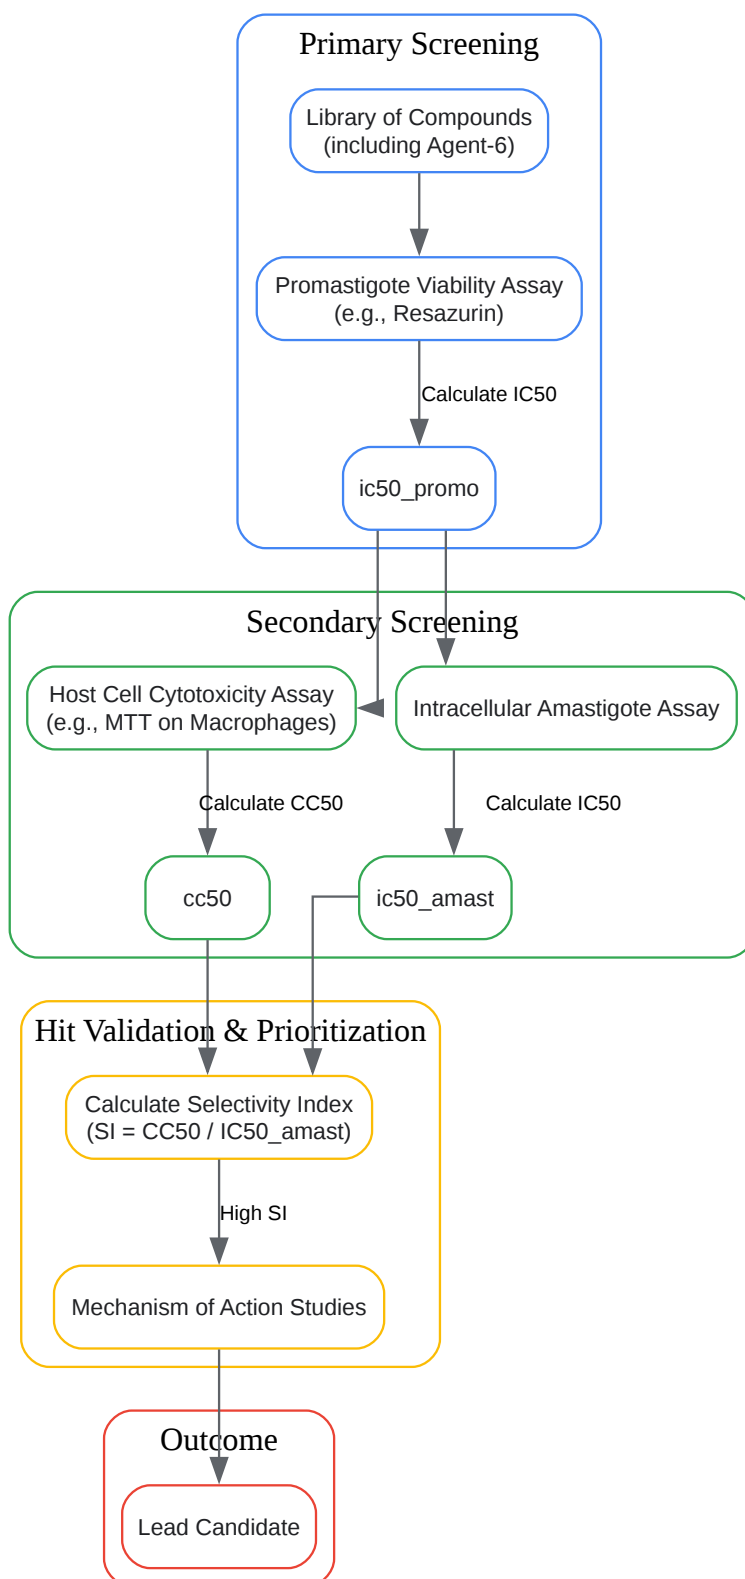 Primary Screening
Library of Compounds
(including Agent-6)
Promastigote Viability Assay
(e.g., Resazurin)
Calculate IC50
ic50_promo
Secondary Screening
Host Cell Cytotoxicity Assay
(e.g., MTT on Macrophages)
Intracellular Amastigote Assay
Calculate CC50
Calculate IC50
cc50
ic50_amast
Hit Validation & Prioritization
Calculate Selectivity Index
(SI = CC50 / IC50_amast)
High SI
Mechanism of Action Studies
Outcome
Lead Candidate